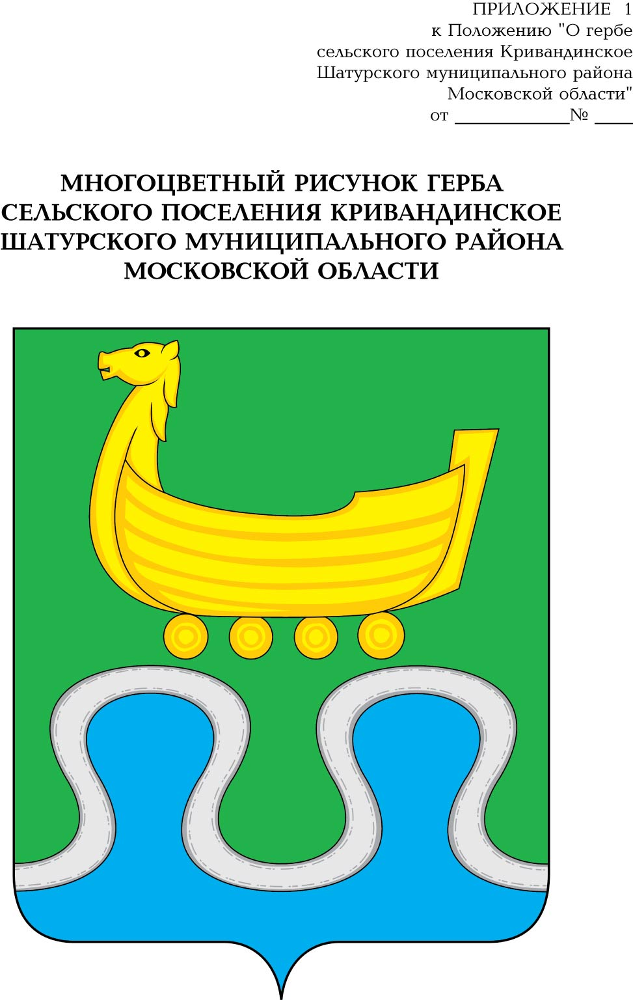 ПРИЛОЖЕНИЕ 1
к Положению "О гербе
сельского поселения Кривандинское
Шатурского муниципального района
Московской области"
от ____________№ ____
МНОГОЦВЕТНЫЙ РИСУНОК ГЕРБА
СЕЛЬСКОГО ПОСЕЛЕНИЯ КРИВАНДИНСКОЕ
ШАТУРСКОГО МУНИЦИПАЛЬНОГО РАЙОНА
МОСКОВСКОЙ ОБЛАСТИ